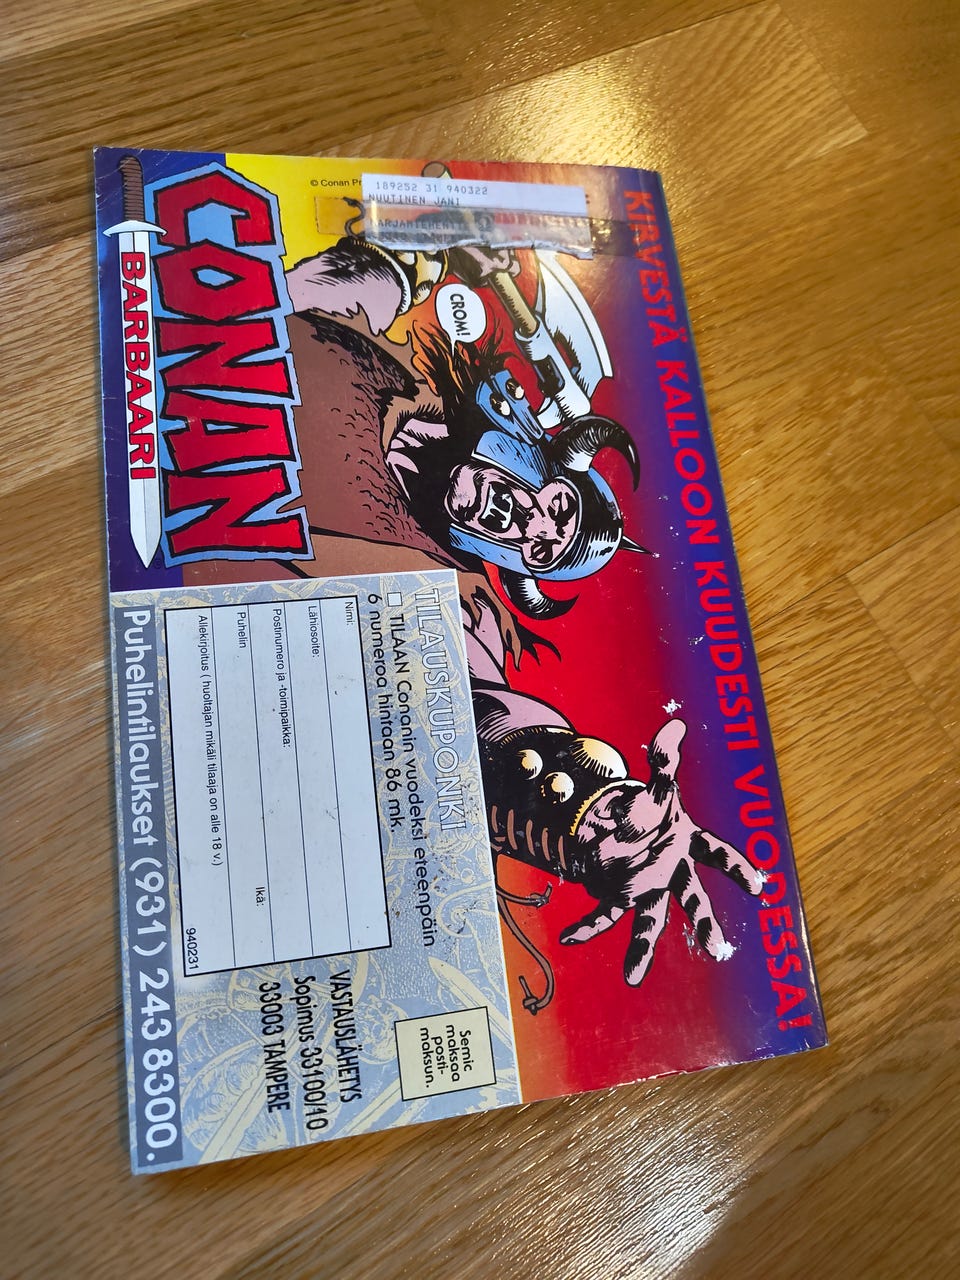 KIRVESTÄ KALLOON KUUDESTI VUODESSA!
189252 31 940322
NUUTINEN JANI
© Conan
CROM!
CONAN
BARBAARI
TILAUSKUPONKI
TILAAN Conanin vuodeksi eteenpäin
6 numeroa hintaan 86 mk.
Nimi:
Lähiosoite:
Postinumero ja -toimipaikka:
Puhelin
Ikä:
Allekirjoitus ( huoltajan mikäli tilaaja on alle 18 v.)
940231
Semic
maksaa
posti-
maksun.
VASTAUSLÄHETYS
Sopimus 33100/10
33003 TAMPERE
Puhelintilaukset (931) 243 8300.